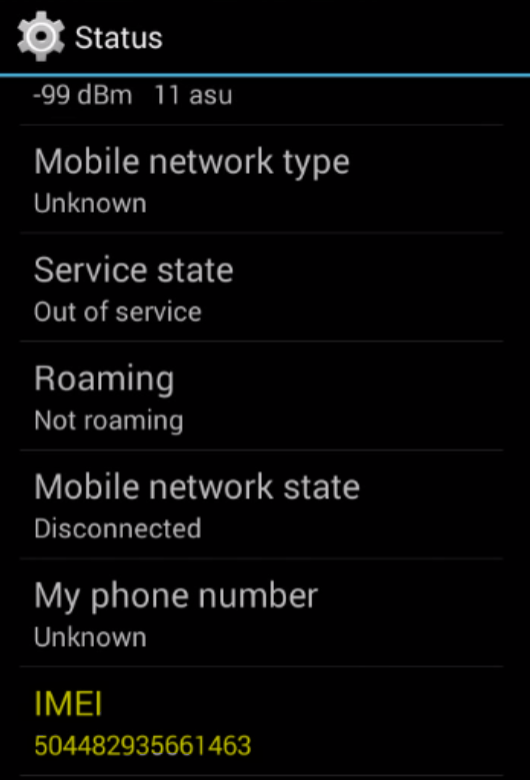 Status
-99 dBm 11 asu
Mobile network type
Unknown
Service state
Out of service
Roaming
Not roaming
Mobile network state
Disconnected
My phone number
Unknown
IMEI
504482935661463